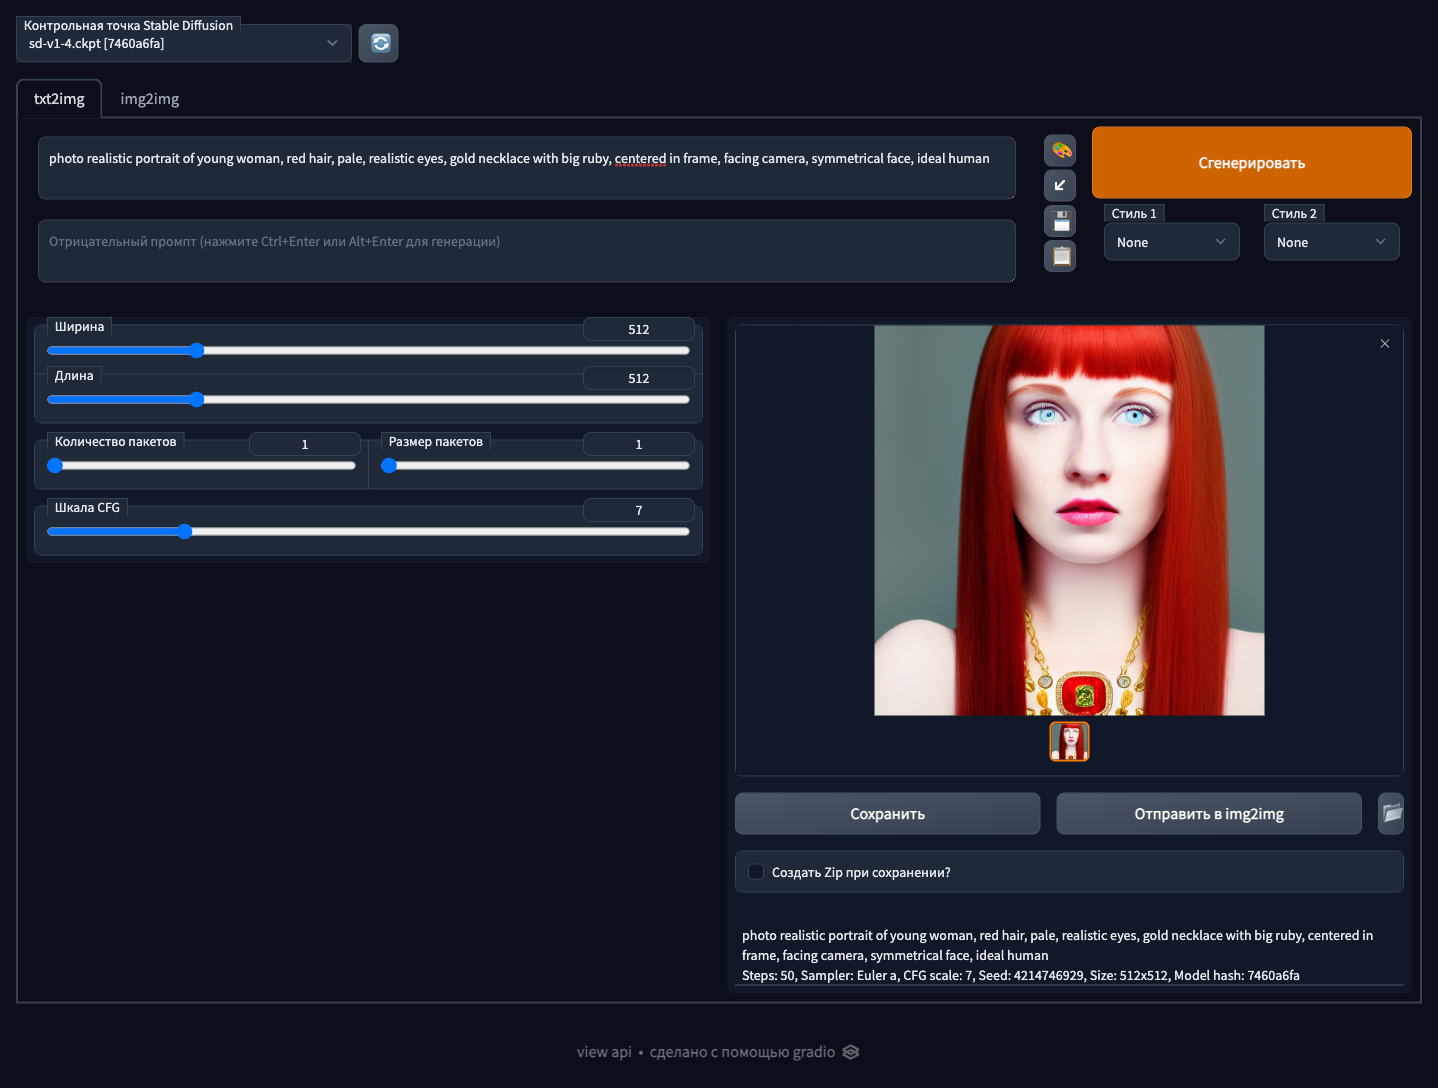 Контрольная точка Stable Diffusion
sd-v1-4.ckpt [7460a6fa]
txt2img
img2img
photo realistic portrait of young woman, red hair, pale, realistic eyes, gold necklace with big ruby, centered in frame, facing camera, symmetrical face, ideal human
Сгенерировать
Отрицательный промпт (нажмите Ctrl+Enter или Alt+Enter для генерации)
Стиль 1
Стиль 2
None
None
Ширина
512
Длина
512
Количество пакетов
1
Размер пакетов
1
Шкала CFG
7
Сохранить
Отправить в img2img
Создать Zip при сохранении?
photo realistic portrait of young woman, red hair, pale, realistic eyes, gold necklace with big ruby, centered in
frame, facing camera, symmetrical face, ideal human
Steps: 50, Sampler: Euler a, CFG scale: 7, Seed: 4214746929, Size: 512x512, Model hash: 7460a6fa
view api • сделано с помощью gradio